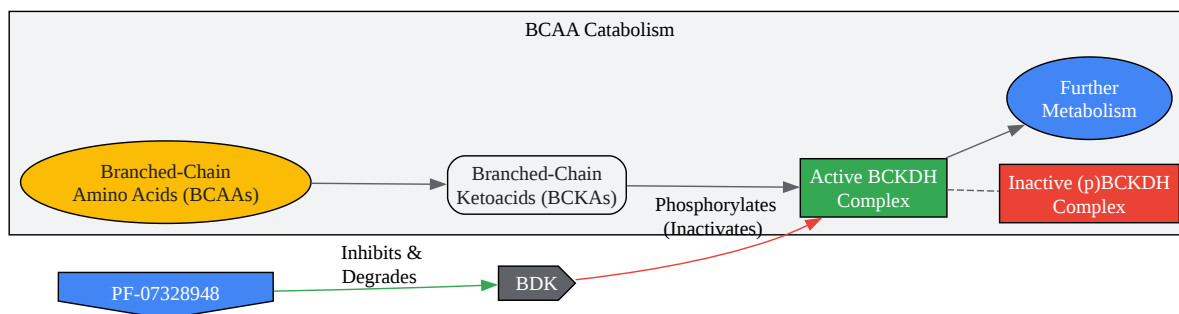 BCAA Catabolism
Further
Metabolism
Branched-Chain
Amino Acids (BCAAs)
Branched-Chain
Ketoacids (BCKAs)
Active BCKDH
Complex
Inactive (p)BCKDH
Complex
Phosphorylates
(Inactivates)
Inhibits &
Degrades
PF-07328948
BDK